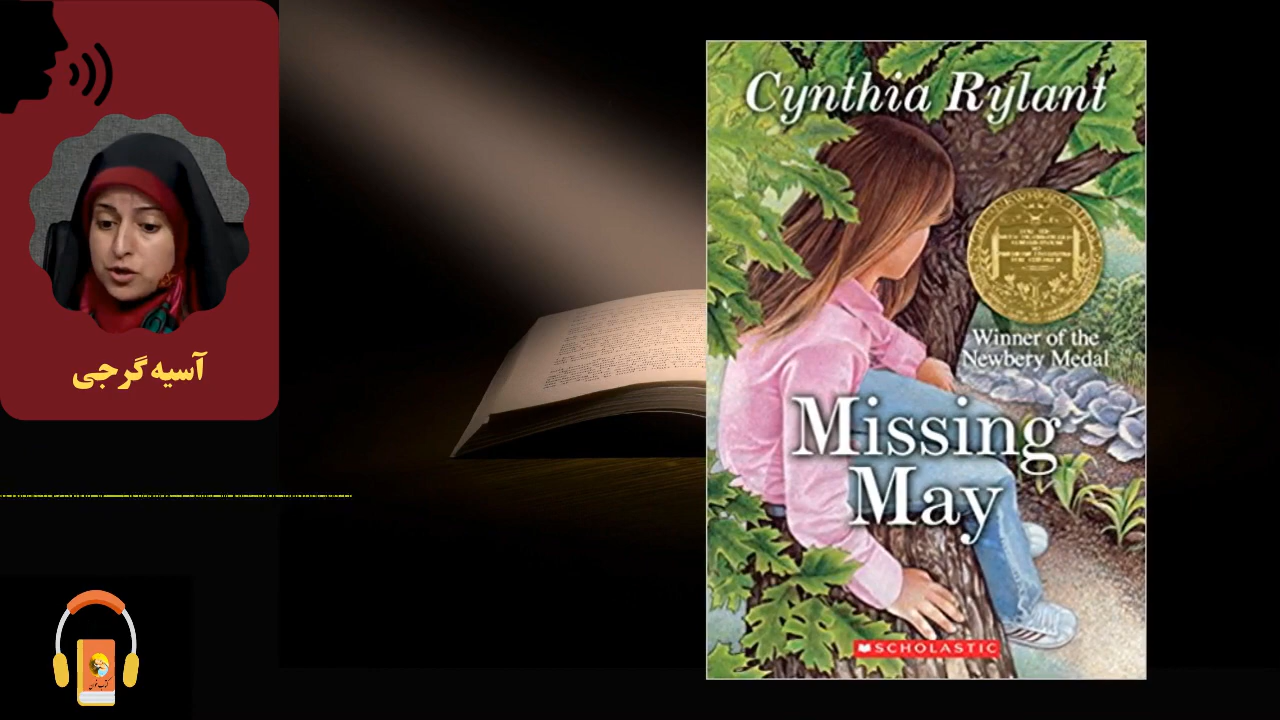 آسیه گرجی
Cynthia Rylant
Winner of the
Newbery Medal
Missing
May
SCHOLASTIC